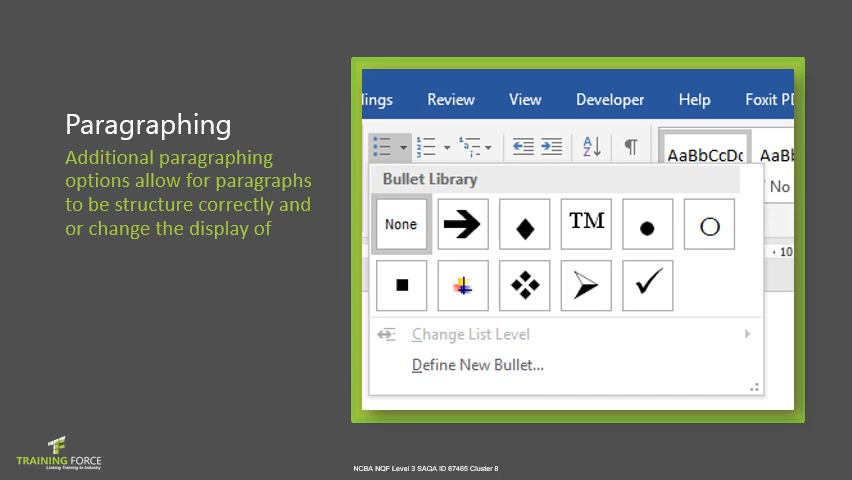 Paragraphing
Additional paragraphing
options allow for paragraphs
to be structure correctly and
or change the display of
lings Review View Developer Help Foxit PD
AaBbCcDc AaBb
Bullet Library
No
None TM
10
Change List Level
Define New Bullet...
TRAINING FORCE
Linking Training to Industry
NCBA NQF Level 3 SAQA ID 67465 Cluster 8